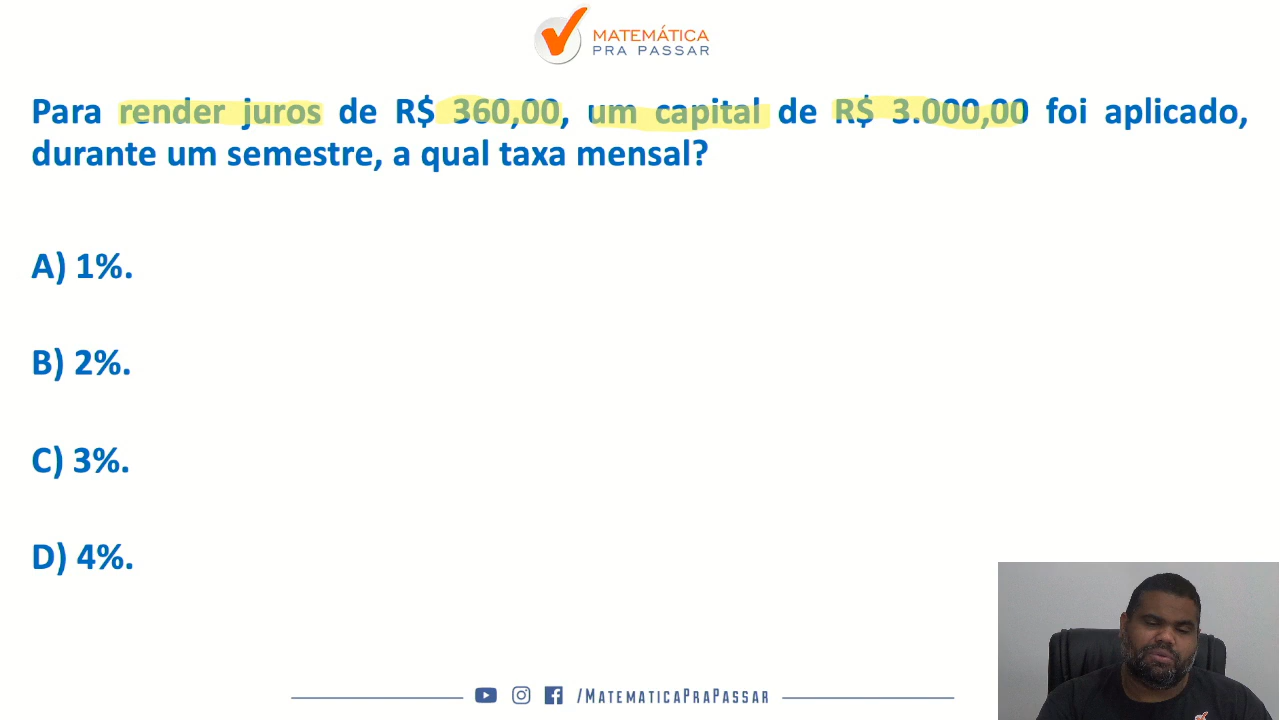 MATEMÁTICA
PRA PASSAR
Para render juros de R$ 360,00, um capital de R$ 3.000,00 foi aplicado,
durante um semestre, a qual taxa mensal?
A) 1%.
B) 2%.
C) 3%.
D) 4%.
/MATEMATICAPRAPASSAR